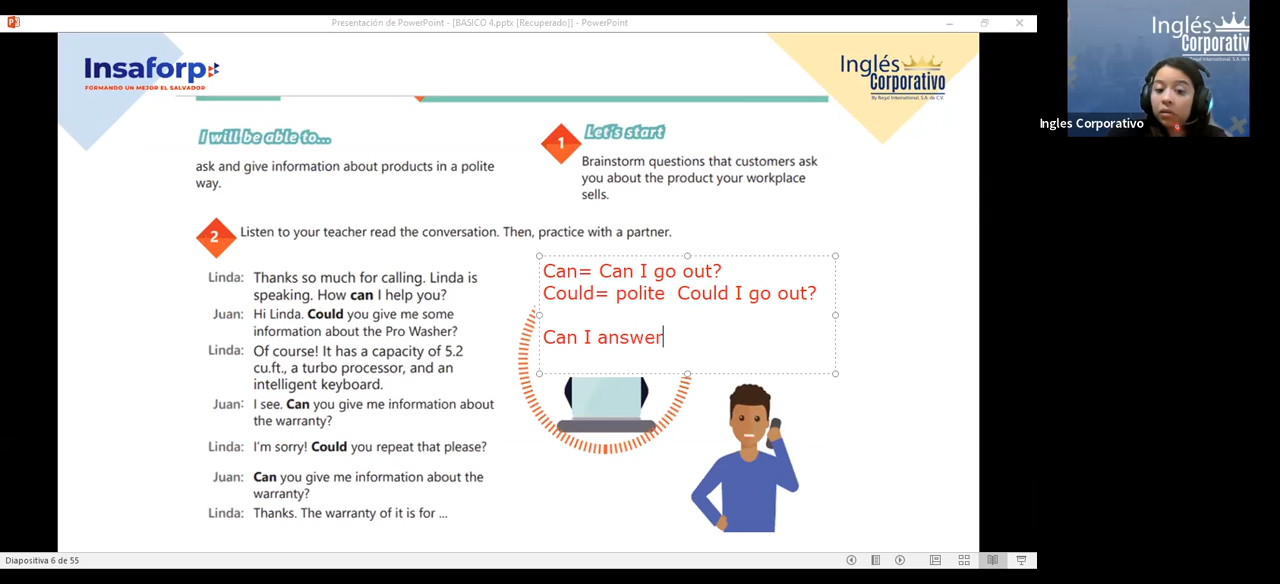 Presentación de PowerPoint - [BASICO 4.pptx [Recuperado]] - PowerPoint
Insaforp
FORMANDO UN MEJOR EL SALVADOR
Inglés
Corporativo
By Regal International, S.A. de C.V.
I will be able to...
ask and give information about products in a polite
way.
1
Let's start
Brainstorm questions that customers ask
you about the product your workplace
sells.
2
Listen to your teacher read the conversation. Then, practice with a partner.
Linda: Thanks so much for calling. Linda is
speaking. How can I help you?
Juan: Hi Linda. Could you give me some
information about the Pro Washer?
Linda: Of course! It has a capacity of 5.2
cu.ft., a turbo processor, and an
intelligent keyboard.
Juan: I see. Can you give me information about
the warranty?
Linda: I'm sorry! Could you repeat that please?
Juan: Can you give me information about the
warranty?
Linda: Thanks. The warranty of it is for ...
Can= Can I go out?
Could= polite Could I go out?
Can I answer
Diapositiva 6 de 55
Inglés
Corporativ
Ingles Corporativo